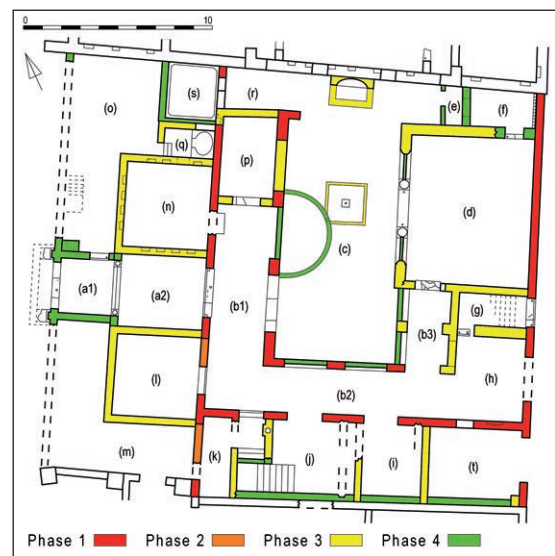 0 10
(r)
(s)
(o)
(e)
(f)
(q)
(p)
(n)
(d)
(c)
(a1)
(a2)
(b1)
(g)
(b3)
(l)
(h)
(b2)
(m)
(k)
(j)
(i)
(t)
Phase 1 Phase 2 Phase 3 Phase 4